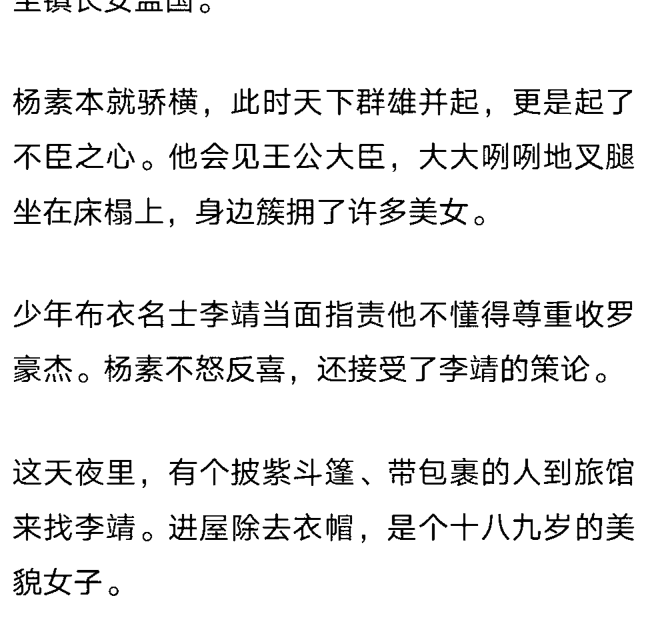 至镇长安监国。
杨素本就骄横，此时天下群雄并起，更是起了
不臣之心。他会见王公大臣，大大咧咧地叉腿
坐在床榻上，身边簇拥了许多美女。
少年布衣名士李靖当面指责他不懂得尊重收罗
豪杰。杨素不怒反喜，还接受了李靖的策论。
这天夜里，有个披紫斗篷、带包裹的人到旅馆
来找李靖。进屋除去衣帽，是个十八九岁的美
貌女子。